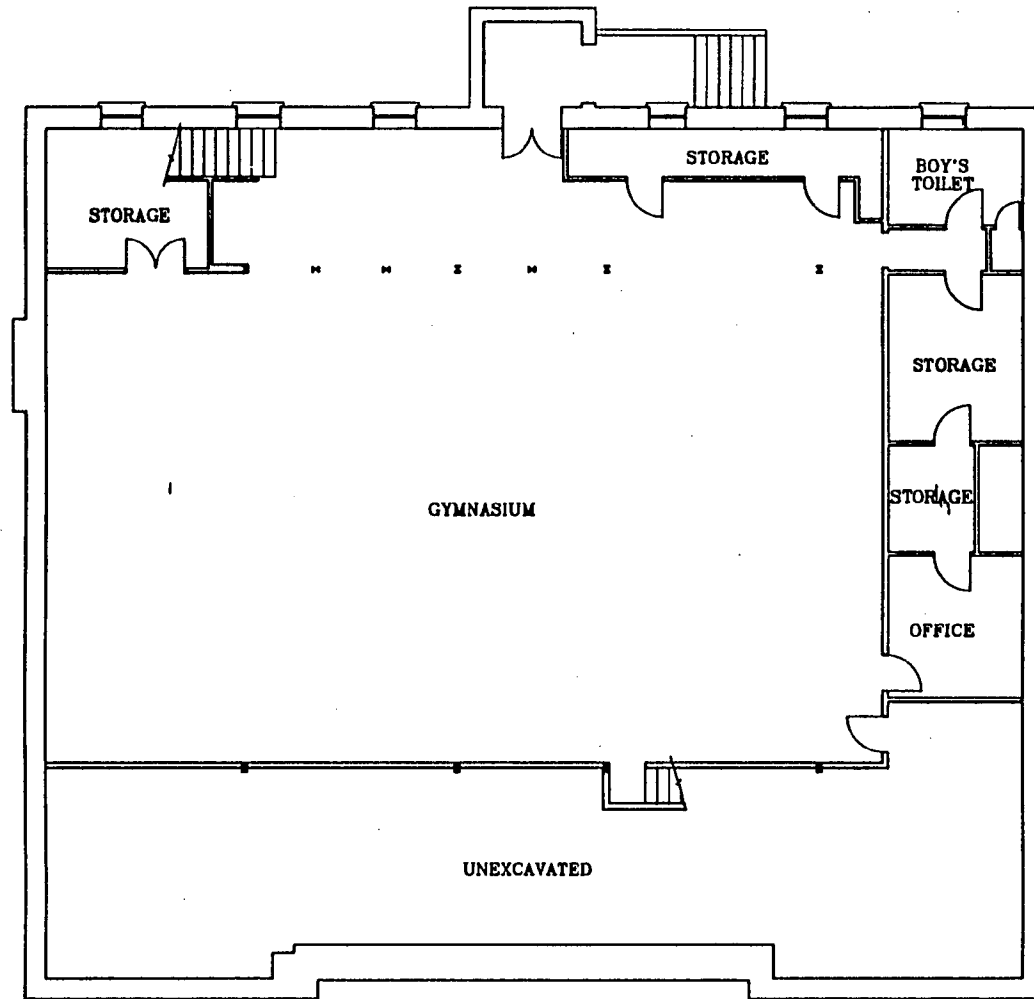 STORAGE
BOY'S
TOILET
STORAGE
STORAGE
STORAGE
GYMNASIUM
OFFICE
UNEXCAVATED